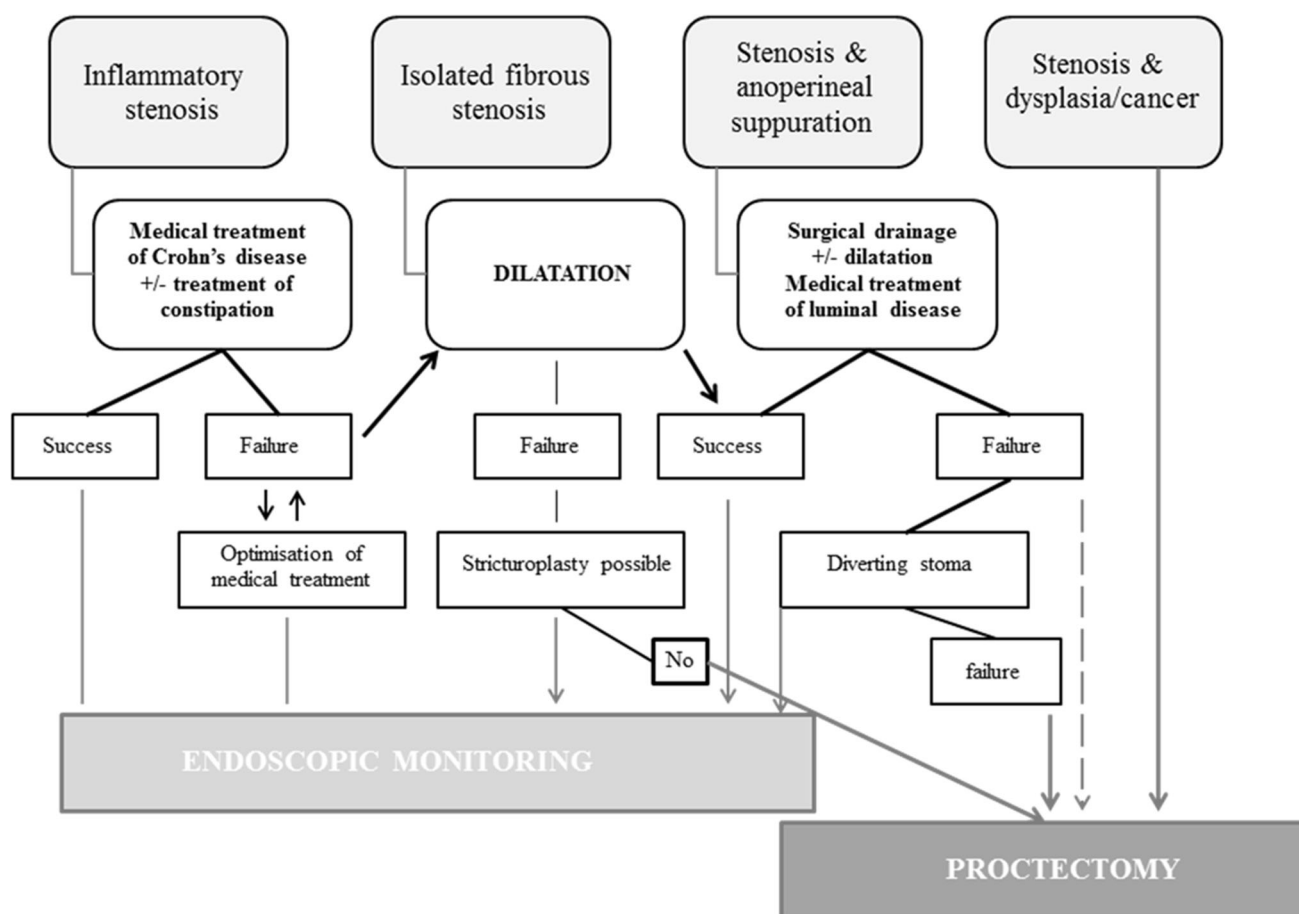 Inflammatory
stenosis
Isolated fibrous
stenosis
Stenosis &
anoperineal
suppuration
Stenosis &
dysplasia/cancer
Medical treatment
of Crohn's disease
+/- treatment of
constipation
DILATATION
Surgical drainage
+/- dilatation
Medical treatment
of luminal disease
Success
Failure
Failure
Success
Failure
Optimisation of
medical treatment
Stricturoplasty possible
Diverting stoma
No
failure
ENDOSCOPIC MONITORING
PROCTECTOMY